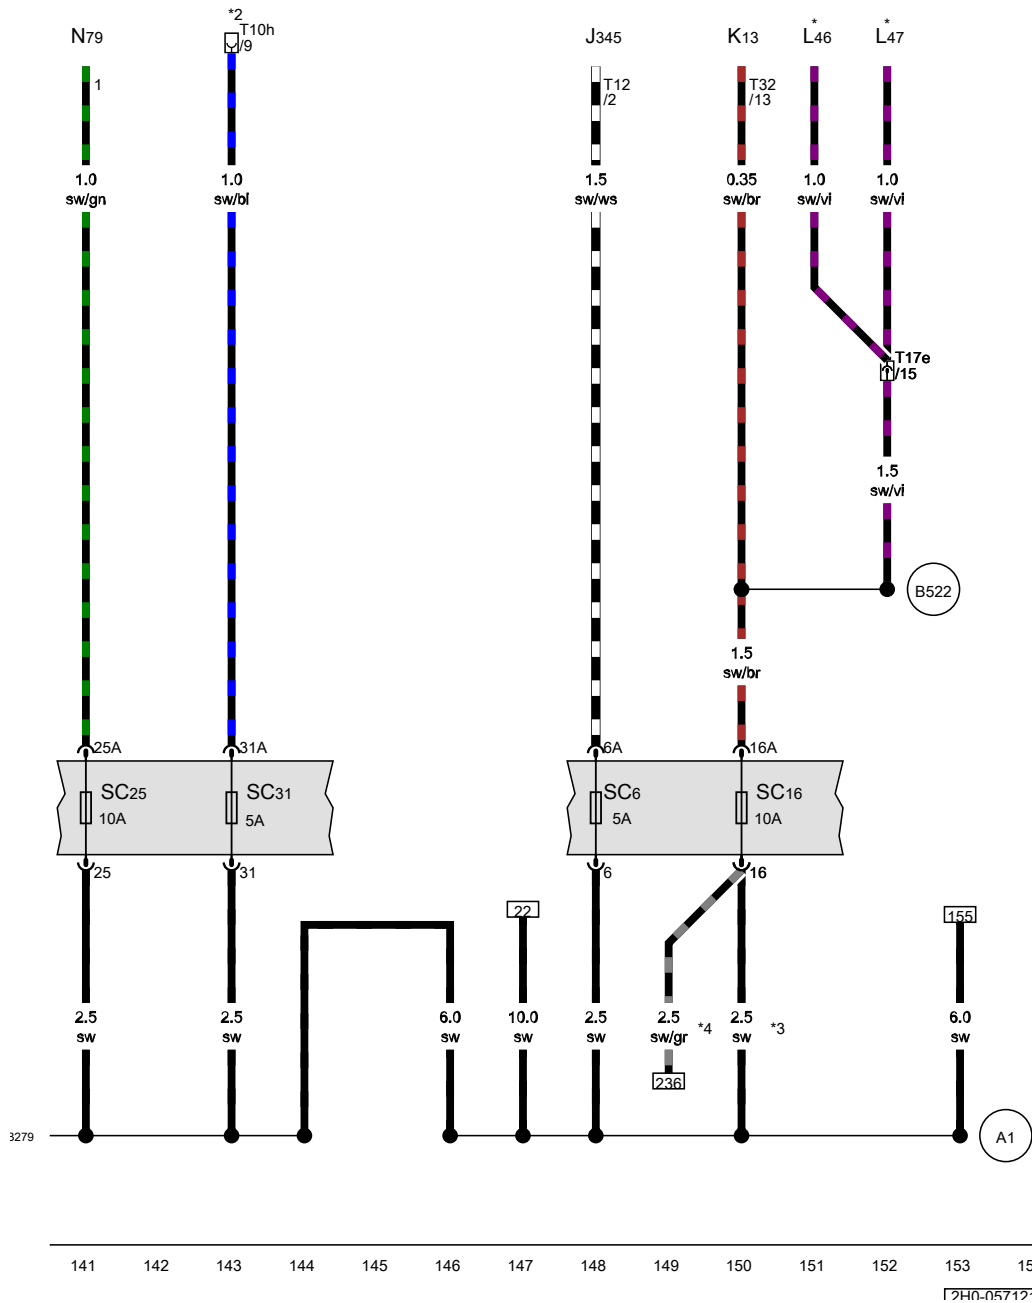 *2
T10h
/9
N79
J345
K13
*
L46
*
L47
1
T12
/2
T32
/13
1.0
sw/gn
1.0
sw/bl
1.5
sw/ws
0.35
sw/br
1.0
sw/vi
1.0
sw/vi
T17e
/15
1.5
sw/vi
B522
1.5
sw/br
25A
31A
6A
16A
SC25
10A
SC31
5A
SC6
5A
SC16
10A
25
31
6
16
22
155
2.5
sw
2.5
sw
6.0
sw
10.0
sw
2.5
sw
2.5
sw/gr
*4
2.5
sw
*3
6.0
sw
236
3279
A1
141 142 143 144 145 146 147 148 149 150 151 152 153 15
2H0-057123